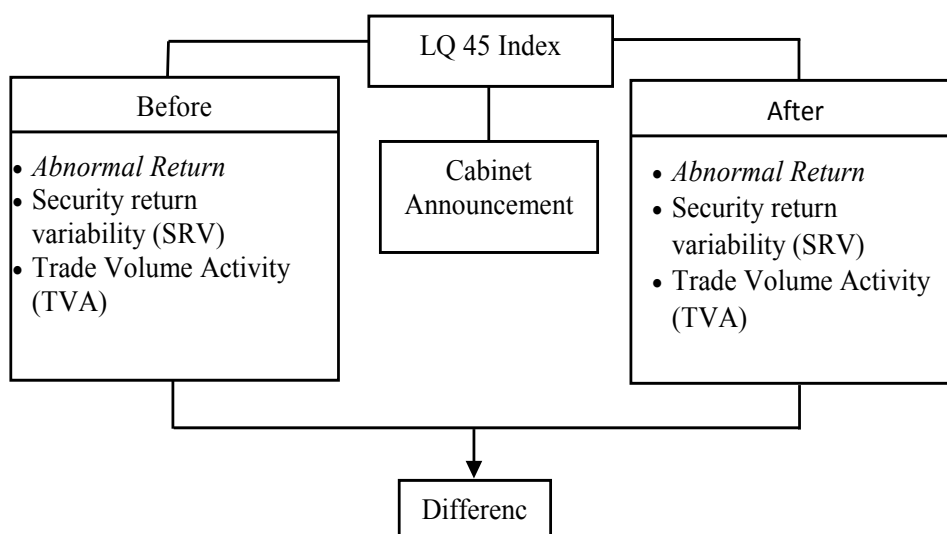 LQ 45 Index
Before
• Abnormal Return
• Security return
variability (SRV)
• Trade Volume Activity
(TVA)
Cabinet
Announcement
After
• Abnormal Return
• Security return
variability (SRV)
• Trade Volume Activity
(TVA)
Differenc